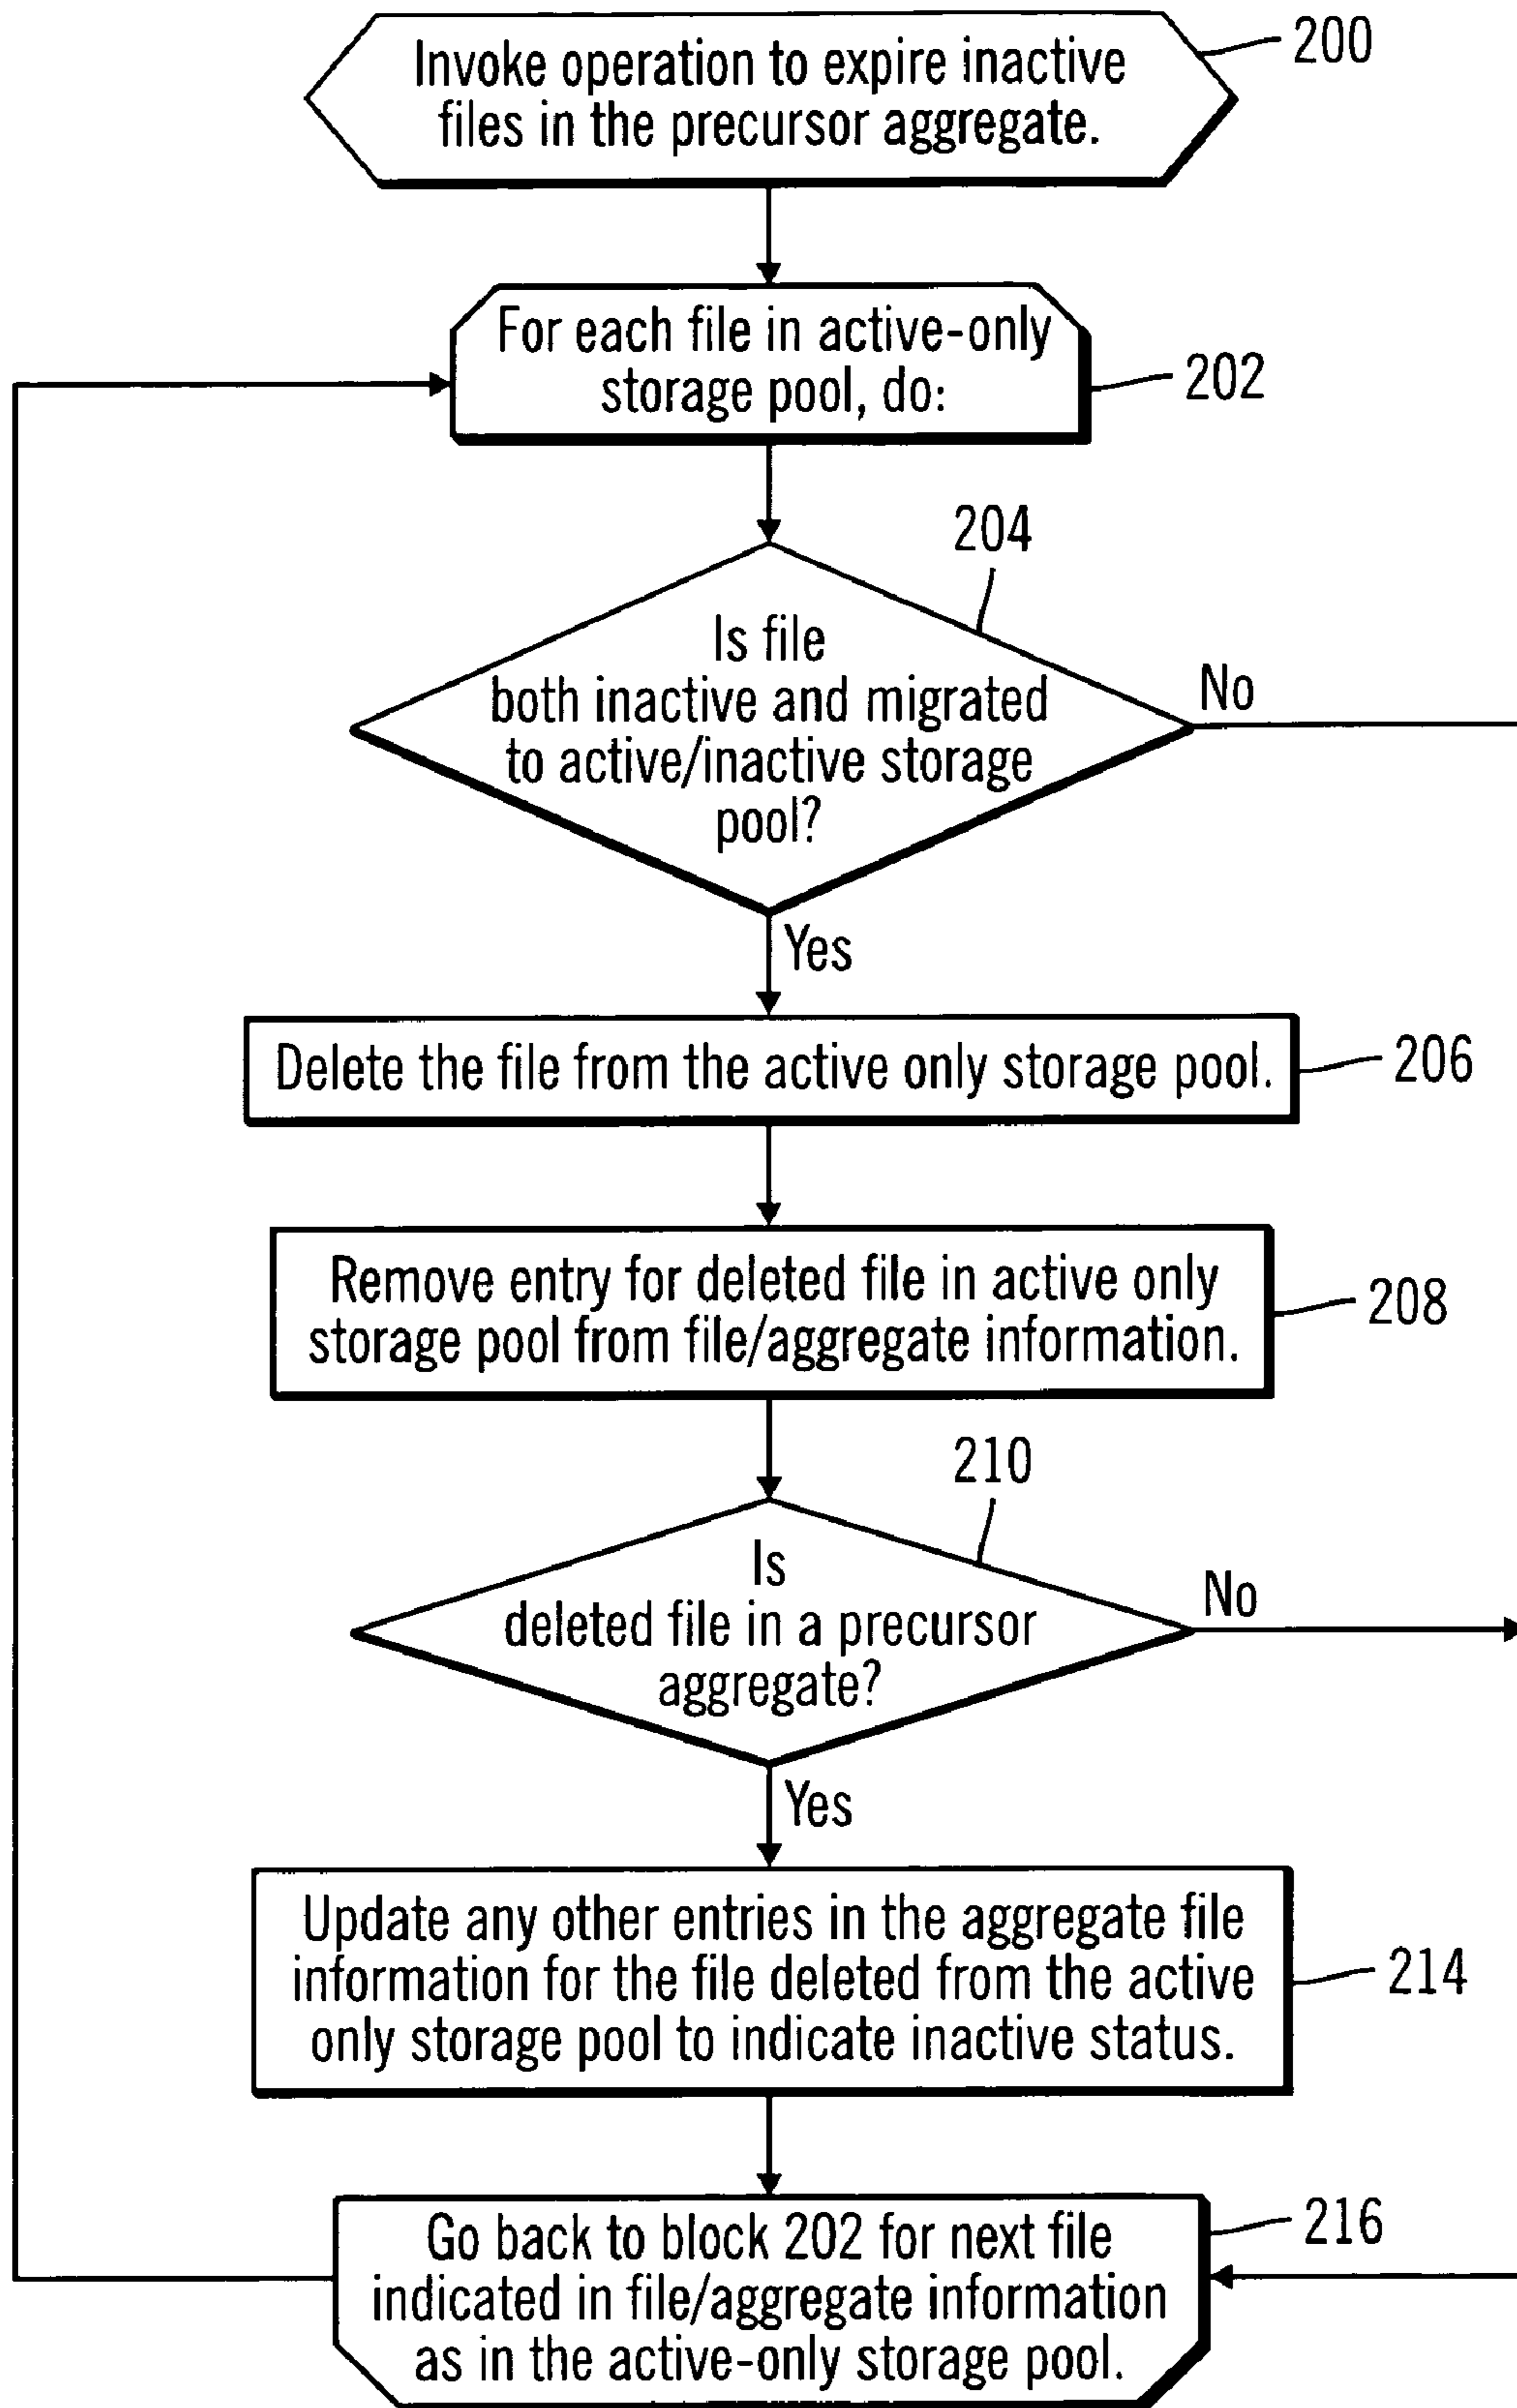 Invoke operation to expire inactive
files in the precursor aggregate.
200
For each file in active-only
storage pool, do:
202
204
Is file
both inactive and migrated
to active/inactive storage
pool?
No
Yes
Delete the file from the active only storage pool.
206
Remove entry for deleted file in active only
storage pool from file/aggregate information.
208
210
Is
deleted file in a precursor
aggregate?
No
Yes
Update any other entries in the aggregate file
information for the file deleted from the active
only storage pool to indicate inactive status.
214
Go back to block 202 for next file
indicated in file/aggregate information
as in the active-only storage pool.
216